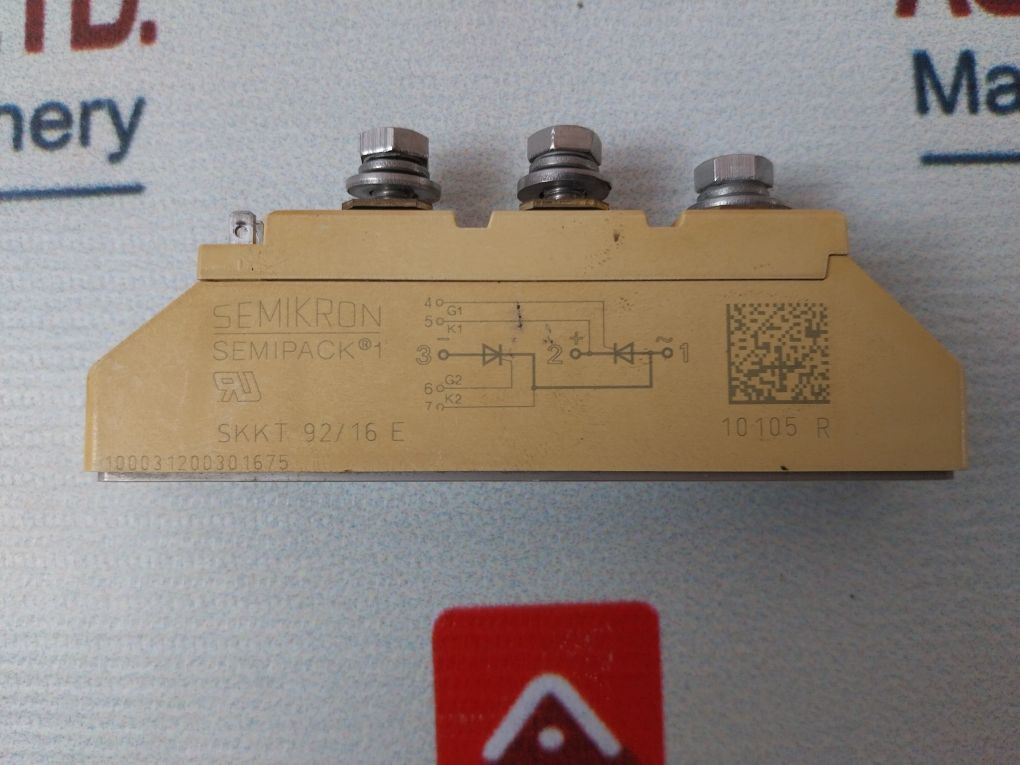 TD.
nery
Ma
SEMIKRON
SEMIPACK®1
SKKT 92/16 E
100031200301675
4 G1
5 K1
3 − 2 + ~ 1
6 G2
7 K2
10105 R